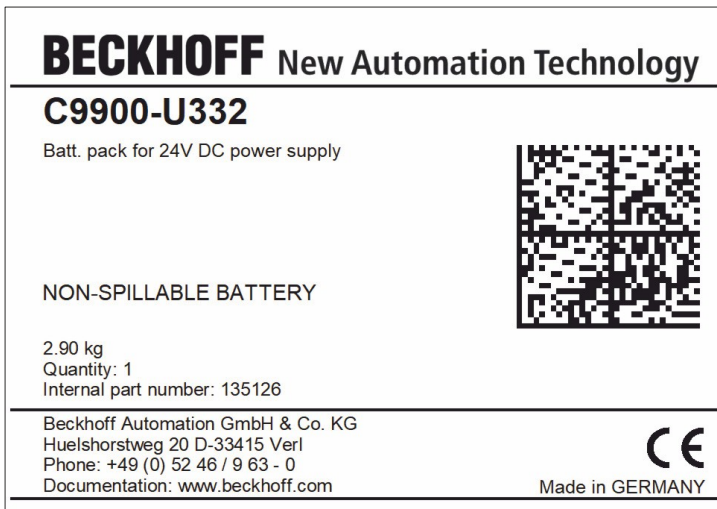 BECKHOFF New Automation Technology
C9900-U332
Batt. pack for 24V DC power supply
NON-SPILLABLE BATTERY
2.90 kg
Quantity: 1
Internal part number: 135126
Beckhoff Automation GmbH & Co. KG
Huelshorstweg 20 D-33415 Verl
Phone: +49 (0) 52 46 / 9 63 - 0
Documentation: www.beckhoff.com
CE
Made in GERMANY